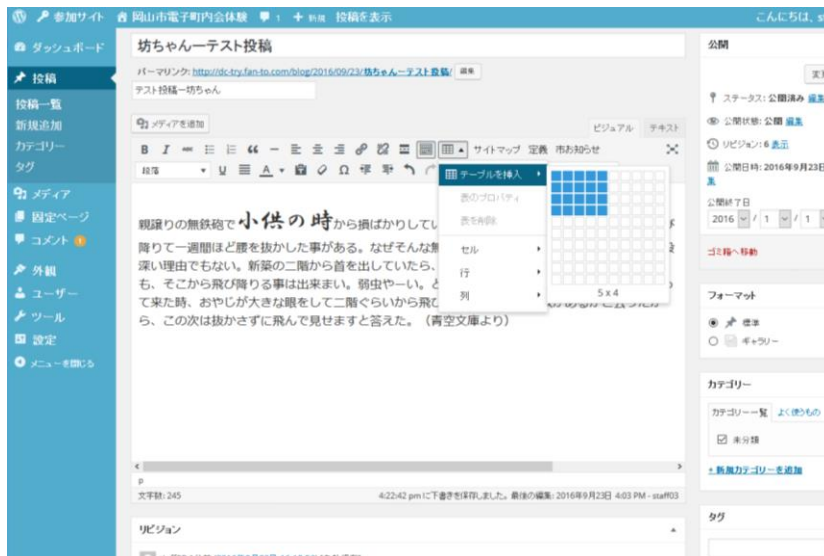 参加サイト 岡山市電子町内会体験 1 + 新規 投稿を表示 こんにちは、
ダッシュボード
投稿
投稿一覧
新規追加
カテゴリー
タグ
メディア
固定ページ
コメント 1
外観
ユーザー
ツール
設定
メニューを閉じる
坊ちゃんーテスト投稿
パーマリンク: http://dc-try.fan-to.com/blog/2016/09/23/坊ちゃんーテスト投稿/ 編集
テスト投稿ー坊ちゃん
メディアを追加
ビジュアル テキスト
サイトマップ 定義 市お知らせ
段落
テーブルを挿入
表のプロパティ
表を削除
セル
行
列
5 x 4
親譲りの無鉄砲で小供の時から損ばかりしてい
降りて一週間ほど腰を抜かした事がある。なぜそんな無
深い理由でもない。新築の二階から首を出していたら、
も、そこから飛び降りる事は出来まい。弱虫やーい。と
て来た時、おやじが大きな眼をして二階ぐらいから飛び
ら、この次は抜かさずに飛んで見せますと答えた。（青空文庫より）
p
文字数: 245 4:22:42 pm に下書きを保存しました。最後の編集: 2016年9月23日 4:03 PM - staff03
リビジョン
公開
ステータス: 公開済み 編集
公開状態: 公開 編集
リビジョン: 6 表示
公開日時: 2016年9月23日
集
公開終了日
2016 / 1 / 1
ゴミ箱へ移動
フォーマット
標準
ギャラリー
カテゴリー
カテゴリー一覧 よく使うもの
未分類
+ 新規カテゴリーを追加
タグ